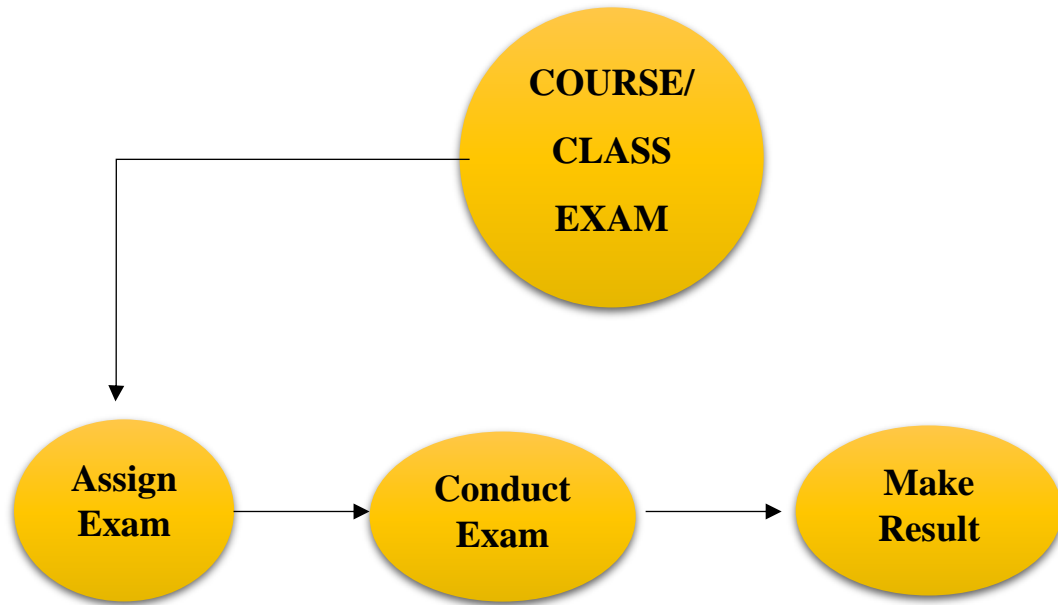 COURSE/
CLASS
EXAM
Assign
Exam
Conduct
Exam
Make
Result